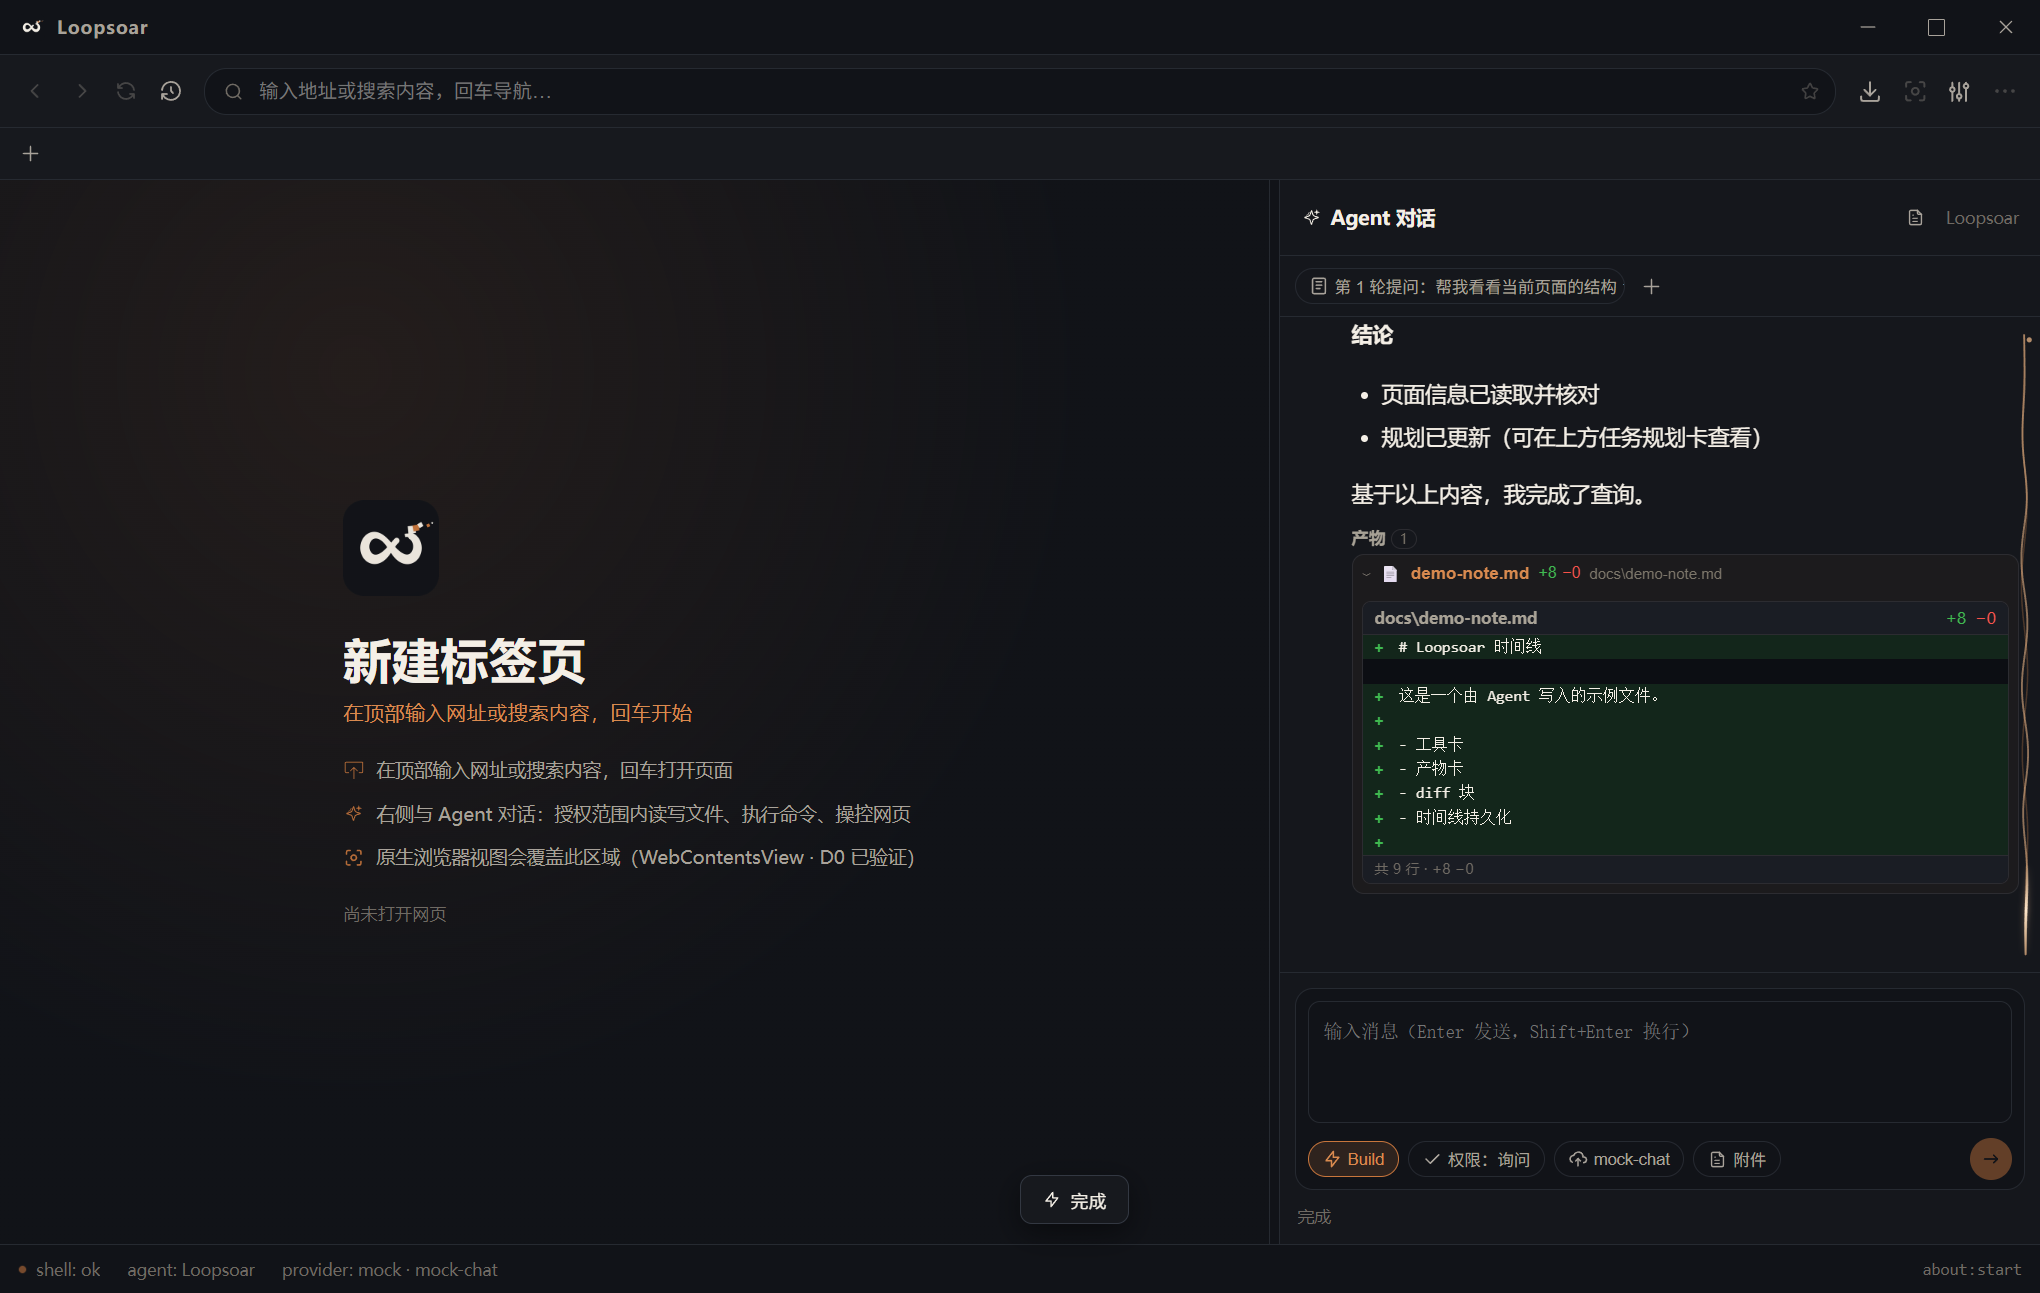 Loopsoar
输入地址或搜索内容，回车导航…
新建标签页
在顶部输入网址或搜索内容，回车开始
在顶部输入网址或搜索内容，回车打开页面
右侧与 Agent 对话：授权范围内读写文件、执行命令、操控网页
原生浏览器视图会覆盖此区域（WebContentsView · D0 已验证）
尚未打开网页
完成
Agent 对话
Loopsoar
第 1 轮提问：帮我看看当前页面的结构
结论
• 页面信息已读取并核对
• 规划已更新（可在上方任务规划卡查看）
基于以上内容，我完成了查询。
产物 1
demo-note.md +8 −0 docs\demo-note.md
docs\demo-note.md +8 −0
+ # Loopsoar 时间线
+ 这是一个由 Agent 写入的示例文件。
+
+ - 工具卡
+ - 产物卡
+ - diff 块
+ - 时间线持久化
+
共 9 行 · +8 −0
输入消息（Enter 发送，Shift+Enter 换行）
Build
权限：询问
mock-chat
附件
完成
shell: ok agent: Loopsoar provider: mock · mock-chat
about:start